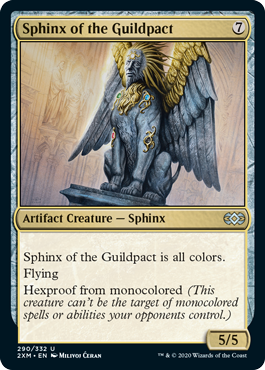 Sphinx of the Guildpact 7
Artifact Creature — Sphinx
Sphinx of the Guildpact is all colors.
Flying
Hexproof from monocolored (This
creature can't be the target of monocolored
spells or abilities your opponents control.)
5/5
290/332 U
2XM • EN Milivoj Ćeran
™ & © 2020 Wizards of the Coast